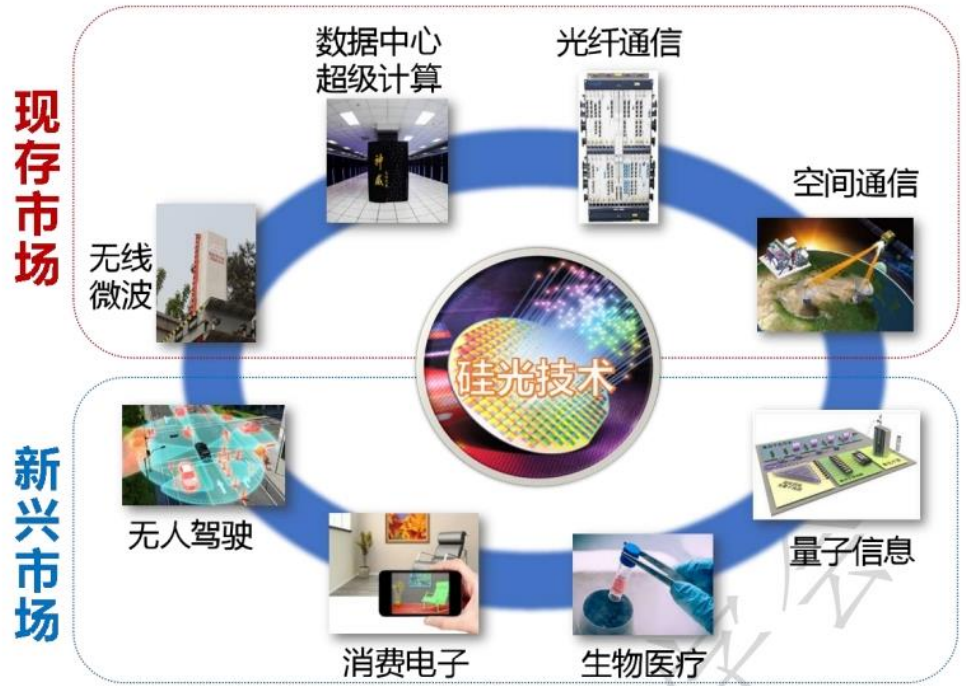 现存市场
数据中心
超级计算
光纤通信
空间通信
无线
微波
神威
硅光技术
新兴市场
无人驾驶
消费电子
生物医疗
量子信息